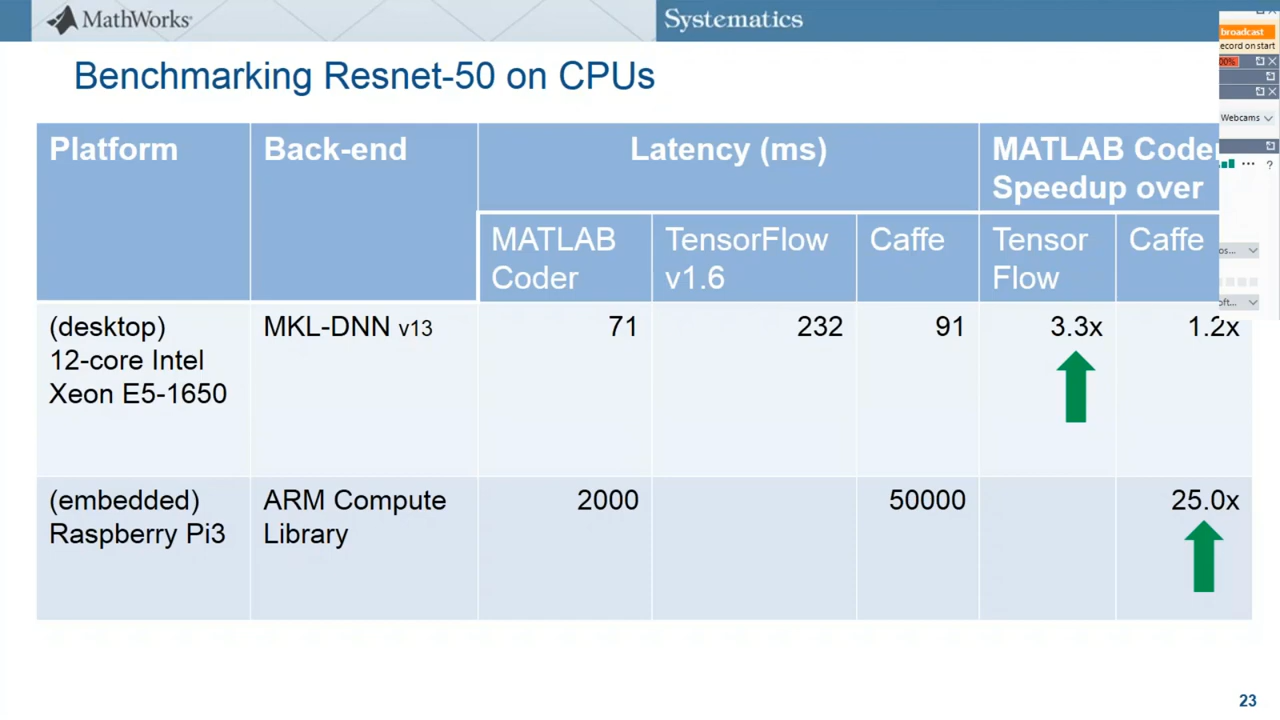 MathWorks®
Systematics
Benchmarking Resnet-50 on CPUs
Platform
Back-end
Latency (ms)
MATLAB Coder
Speedup over
MATLAB
Coder
TensorFlow
v1.6
Caffe
Tensor
Flow
Caffe
(desktop)
12-core Intel
Xeon E5-1650
MKL-DNN v13
71
232
91
3.3x
1.2x
(embedded)
Raspberry Pi3
ARM Compute
Library
2000
50000
25.0x
23
broadcast
ecord on start
00%
Webcams
... ?
os...
oft...